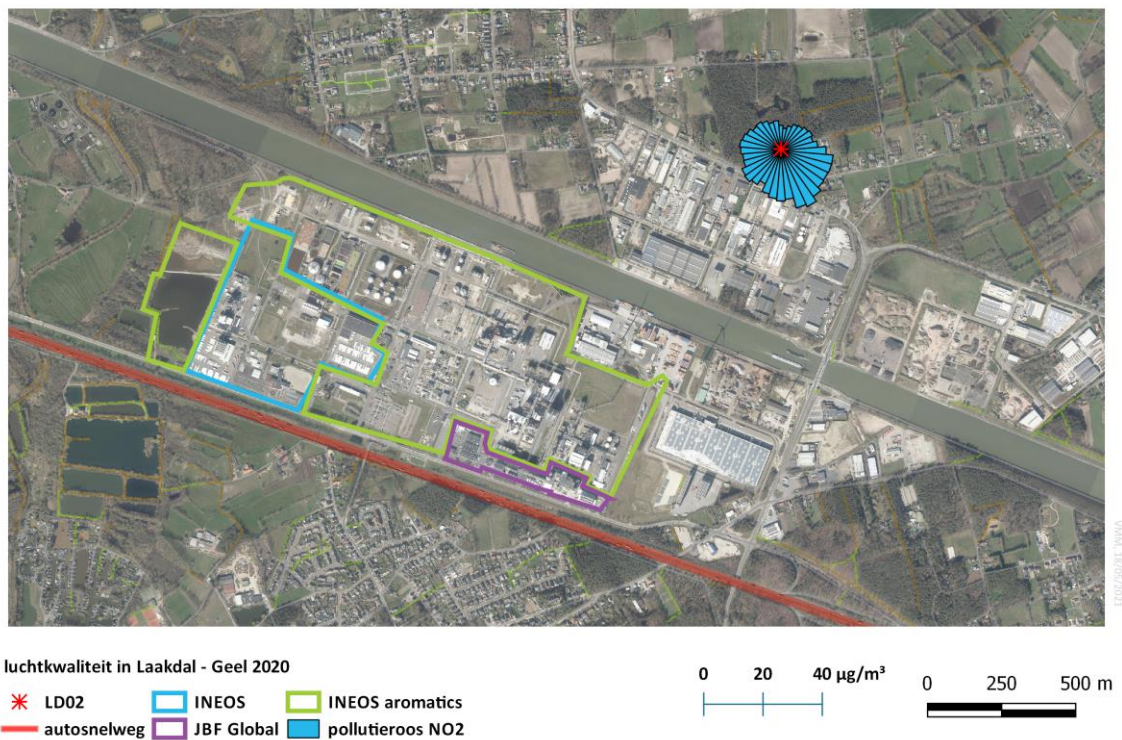 VMM, 18/05/2021
luchtkwaliteit in Laakdal - Geel 2020
LD02
INEOS
INEOS aromatics
autosnelweg
JBF Global
pollutieroos NO2
0 20 40 µg/m³
0 250 500 m